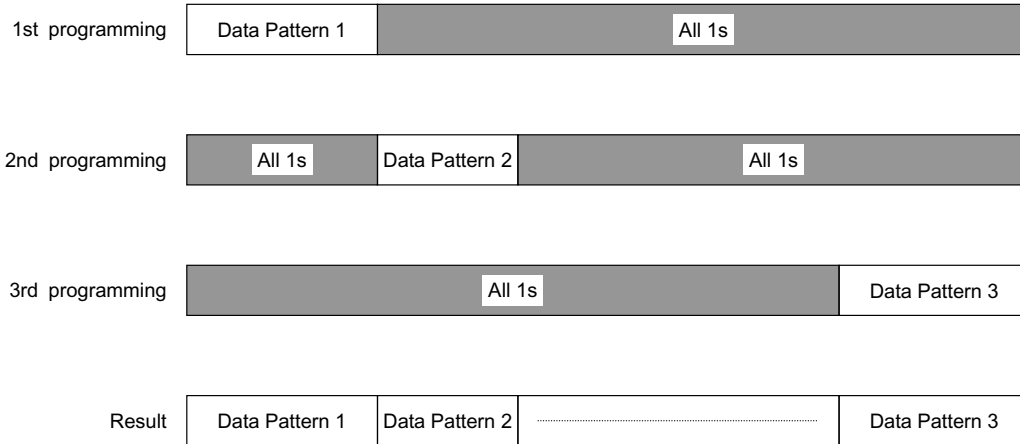 1st programming Data Pattern 1 All 1s
2nd programming All 1s Data Pattern 2 All 1s
3rd programming All 1s Data Pattern 3
Result Data Pattern 1 Data Pattern 2 Data Pattern 3